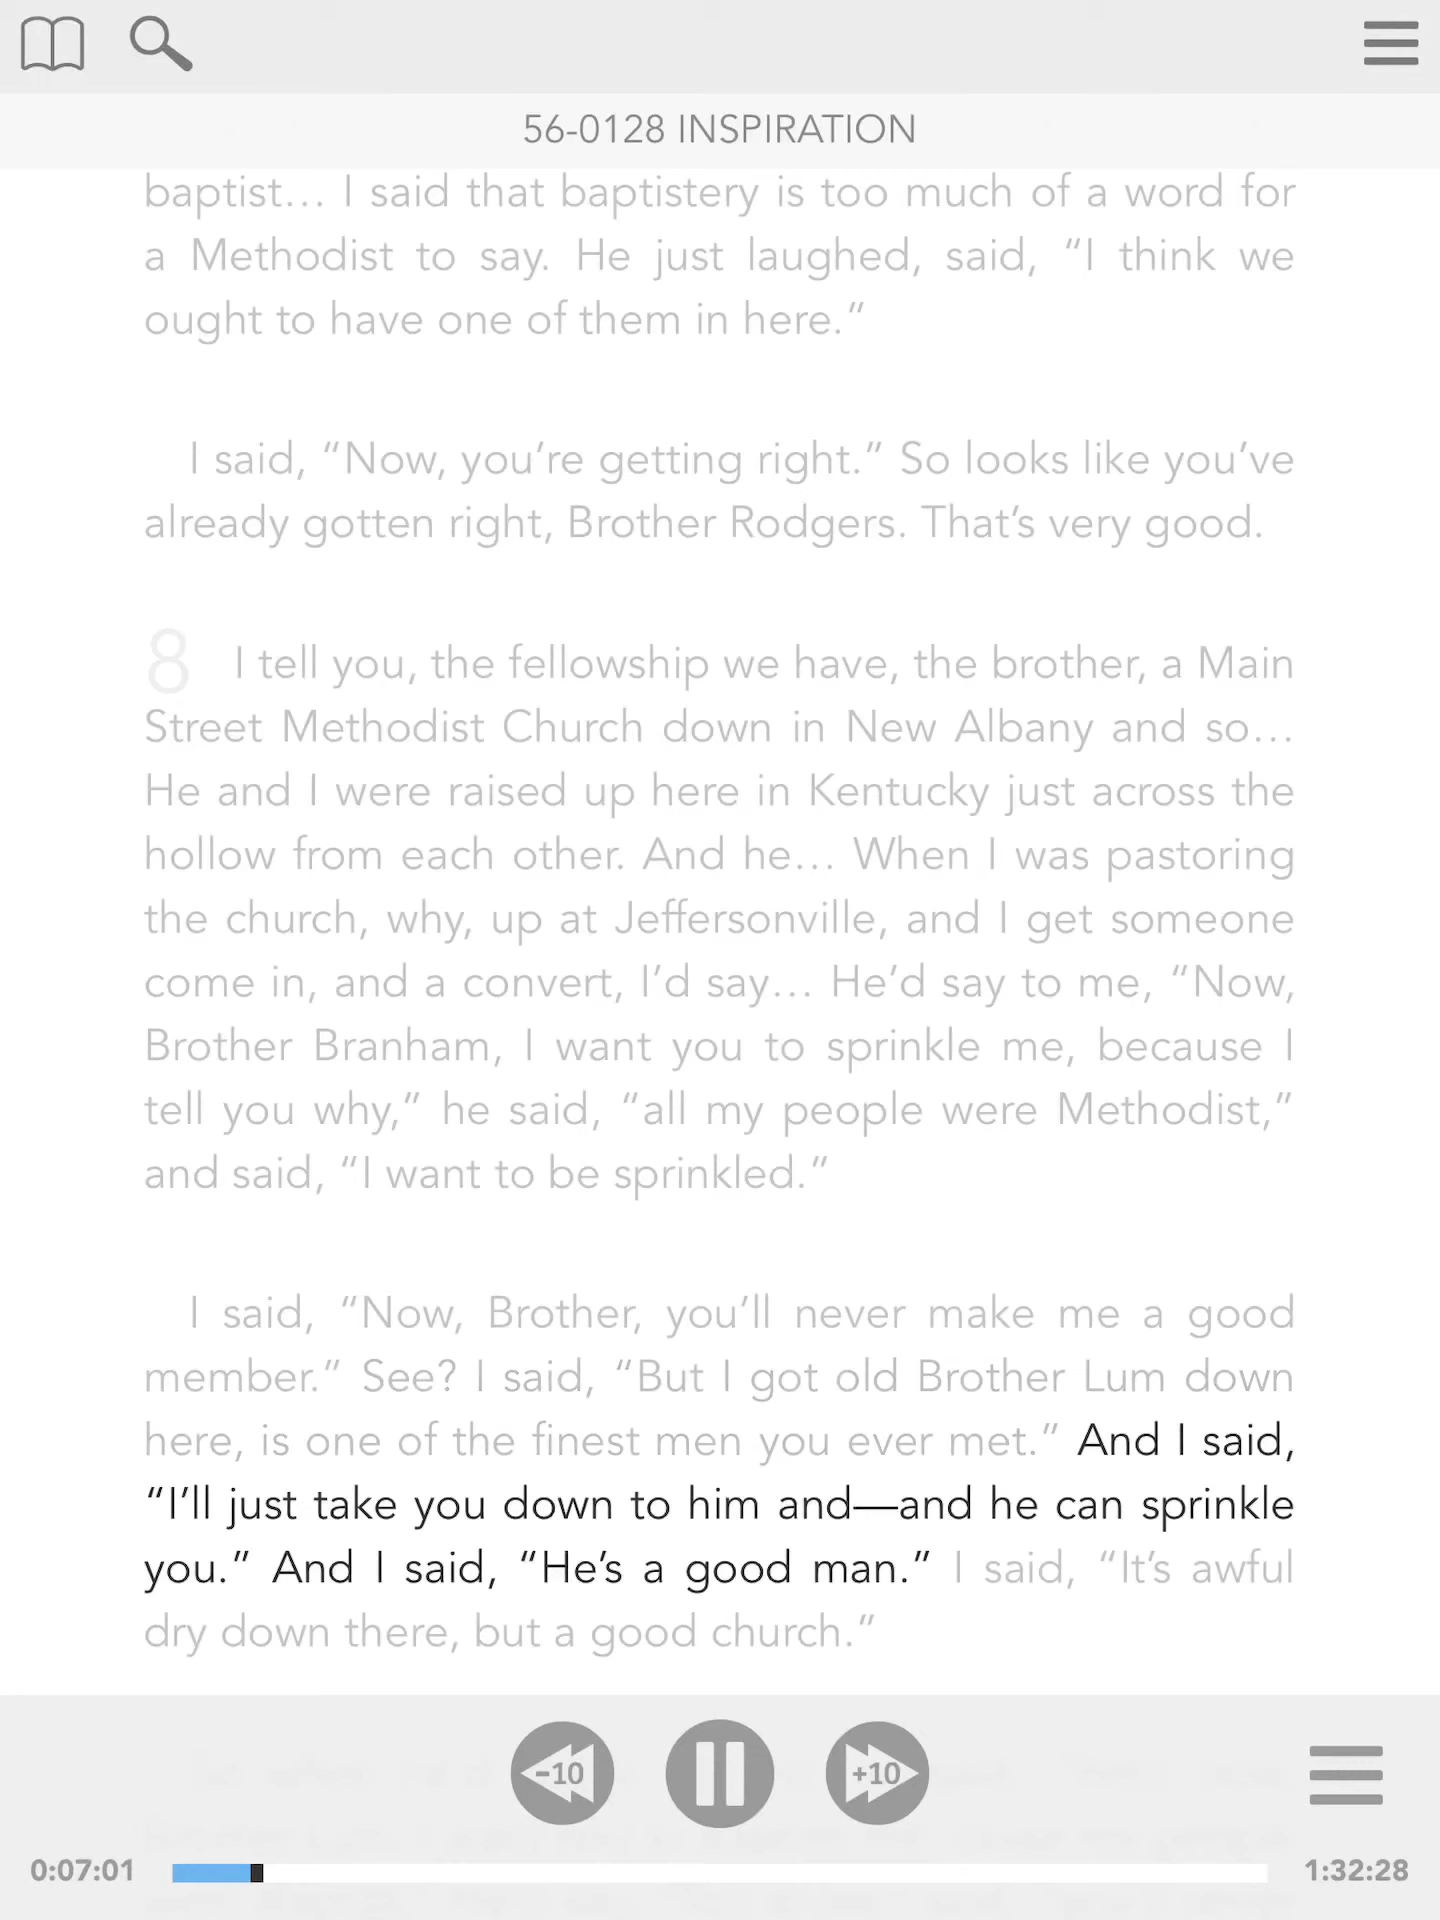 56-0128 INSPIRATION
baptist… I said that baptistery is too much of a word for
a Methodist to say. He just laughed, said, “I think we
ought to have one of them in here.”
I said, “Now, you’re getting right.” So looks like you’ve
already gotten right, Brother Rodgers. That’s very good.
8 I tell you, the fellowship we have, the brother, a Main
Street Methodist Church down in New Albany and so…
He and I were raised up here in Kentucky just across the
hollow from each other. And he… When I was pastoring
the church, why, up at Jeffersonville, and I get someone
come in, and a convert, I’d say… He’d say to me, “Now,
Brother Branham, I want you to sprinkle me, because I
tell you why,” he said, “all my people were Methodist,”
and said, “I want to be sprinkled.”
I said, “Now, Brother, you’ll never make me a good
member.” See? I said, “But I got old Brother Lum down
here, is one of the finest men you ever met.” And I said,
“I’ll just take you down to him and—and he can sprinkle
you.” And I said, “He’s a good man.” I said, “It’s awful
dry down there, but a good church.”
-10 +10
0:07:01 1:32:28